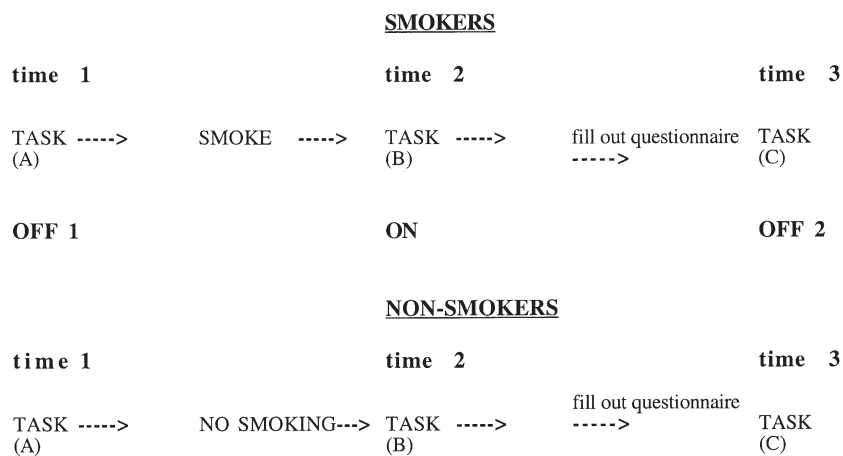 SMOKERS
time 1 time 2 time 3
TASK -----> SMOKE -----> TASK -----> fill out questionnaire TASK
(A) (B) -----> (C)
OFF 1 ON OFF 2
NON-SMOKERS
time 1 time 2 time 3
fill out questionnaire
TASK -----> NO SMOKING---> TASK -----> -----> TASK
(A) (B) (C)